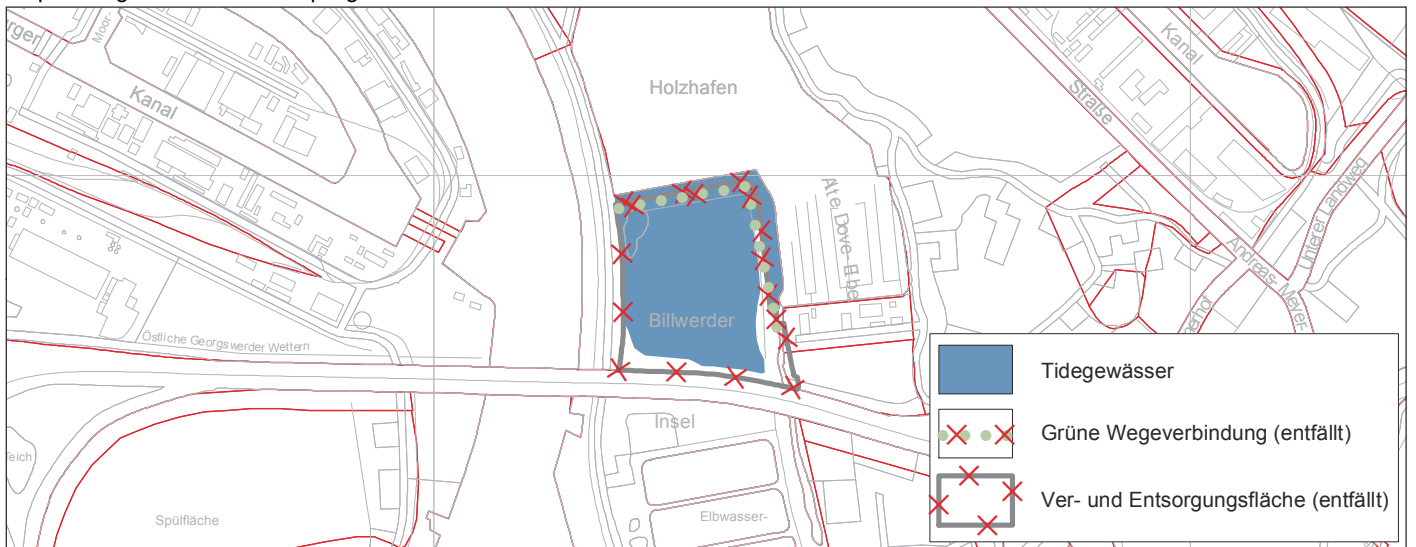 Moor-
Kanal
Holzhafen
Kanal
Straße
Unterer Landweg
Alte Dove-Elbe
Andreas-Meyer-
Billwerder
Östliche Georgswerder Wettern
Insel
Teich
Spülfläche
Elbwasser-
Tidegewässer
Grüne Wegeverbindung (entfällt)
Ver- und Entsorgungsfläche (entfällt)